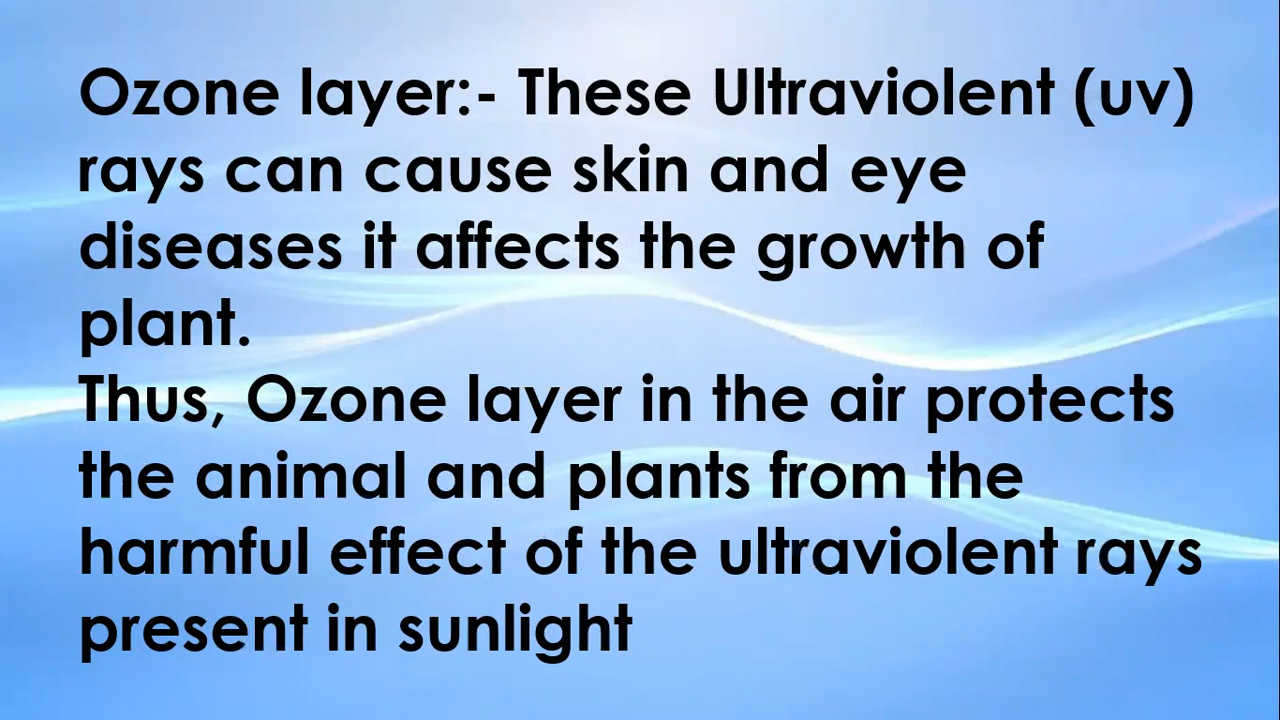 Ozone layer:- These Ultraviolent (uv)
rays can cause skin and eye
diseases it affects the growth of
plant.
Thus, Ozone layer in the air protects
the animal and plants from the
harmful effect of the ultraviolent rays
present in sunlight